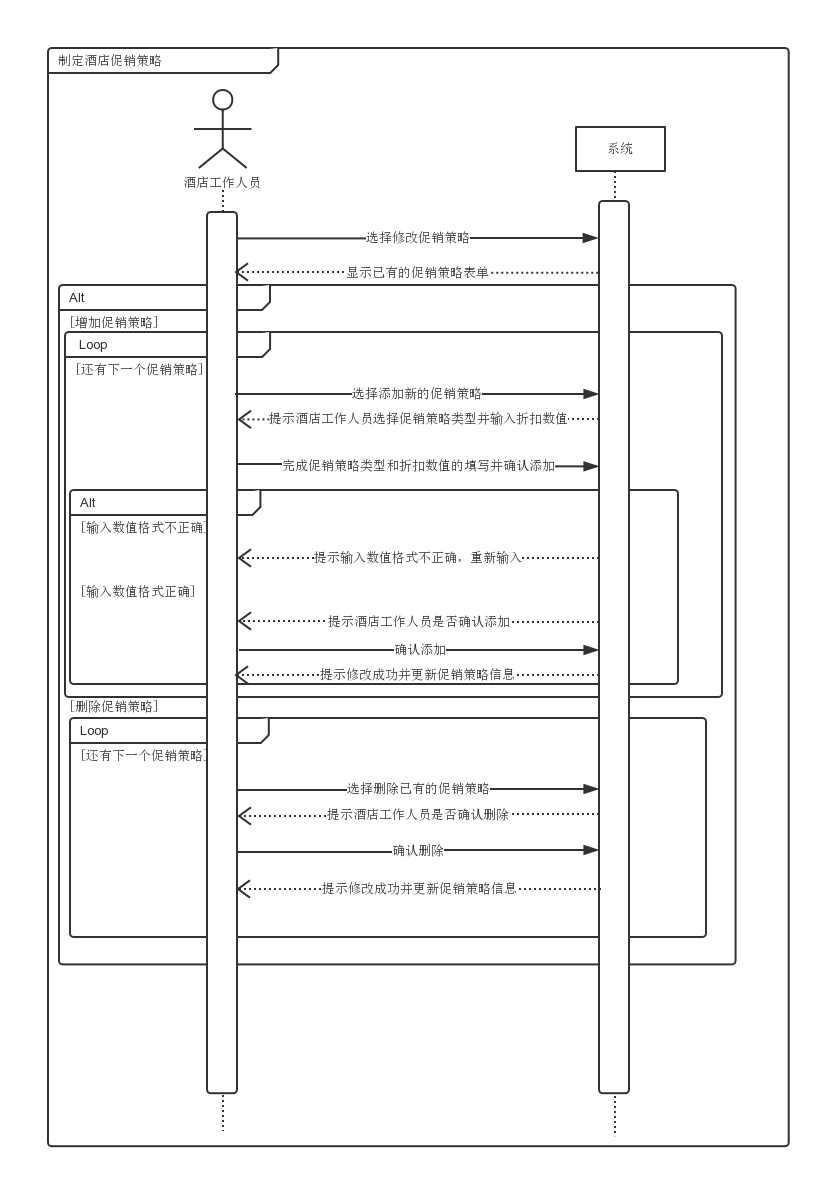 制定酒店促销策略
系统
酒店工作人员
选择修改促销策略
显示已有的促销策略表单
Alt
[增加促销策略]
Loop
[还有下一个促销策略]
选择添加新的促销策略
提示酒店工作人员选择促销策略类型并输入折扣数值
完成促销策略类型和折扣数值的填写并确认添加
Alt
[输入数值格式不正确]
提示输入数值格式不正确，重新输入
[输入数值格式正确]
提示酒店工作人员是否确认添加
确认添加
提示修改成功并更新促销策略信息
[删除促销策略]
Loop
[还有下一个促销策略]
选择删除已有的促销策略
提示酒店工作人员是否确认删除
确认删除
提示修改成功并更新促销策略信息